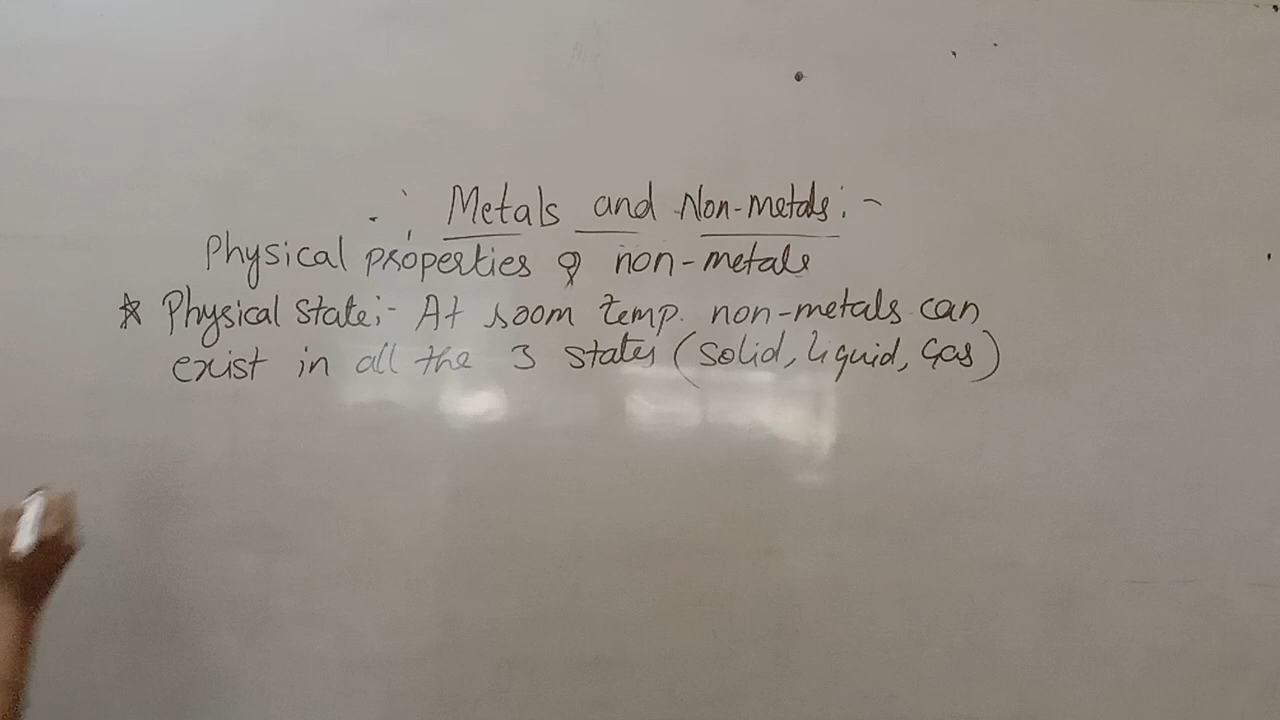 Metals and Non-metals:-
Physical properties of non-metals
* Physical state:- At room temp. non-metals can
exist in all the 3 states (solid, liquid, Gas)